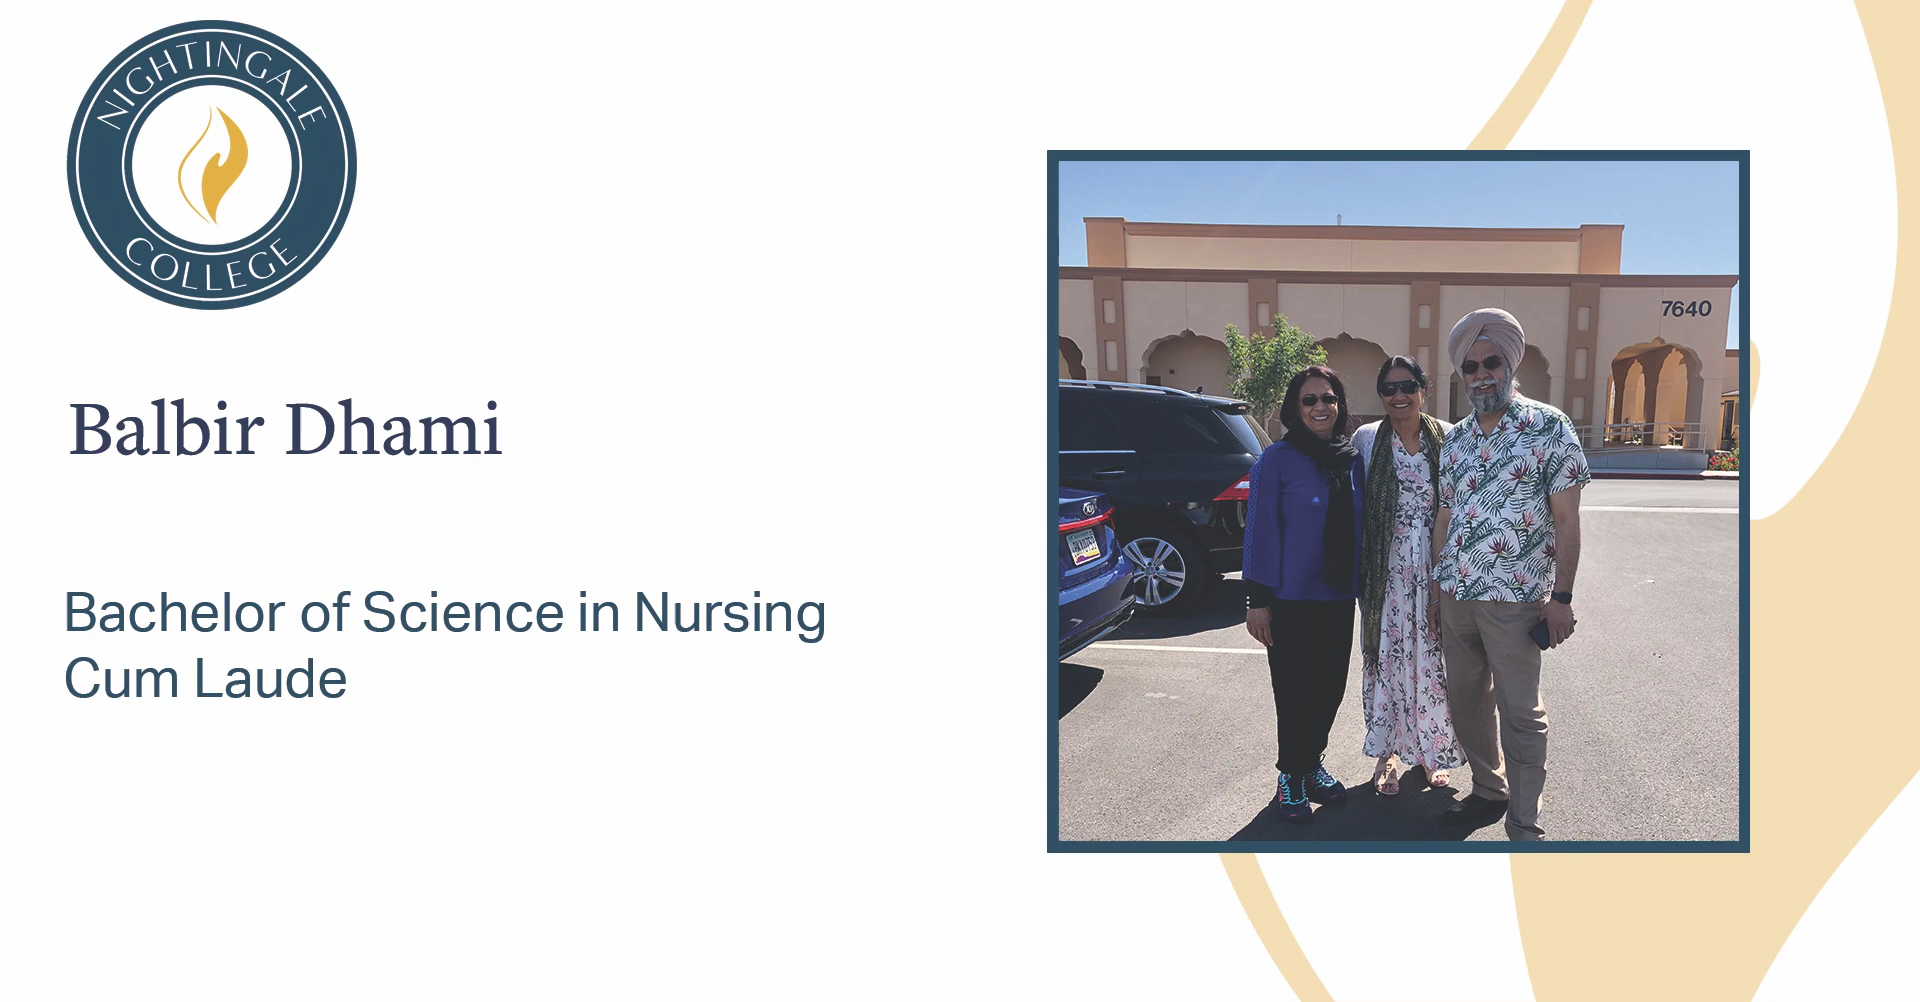 NIGHTINGALE
COLLEGE
Balbir Dhami
Bachelor of Science in Nursing
Cum Laude
7640